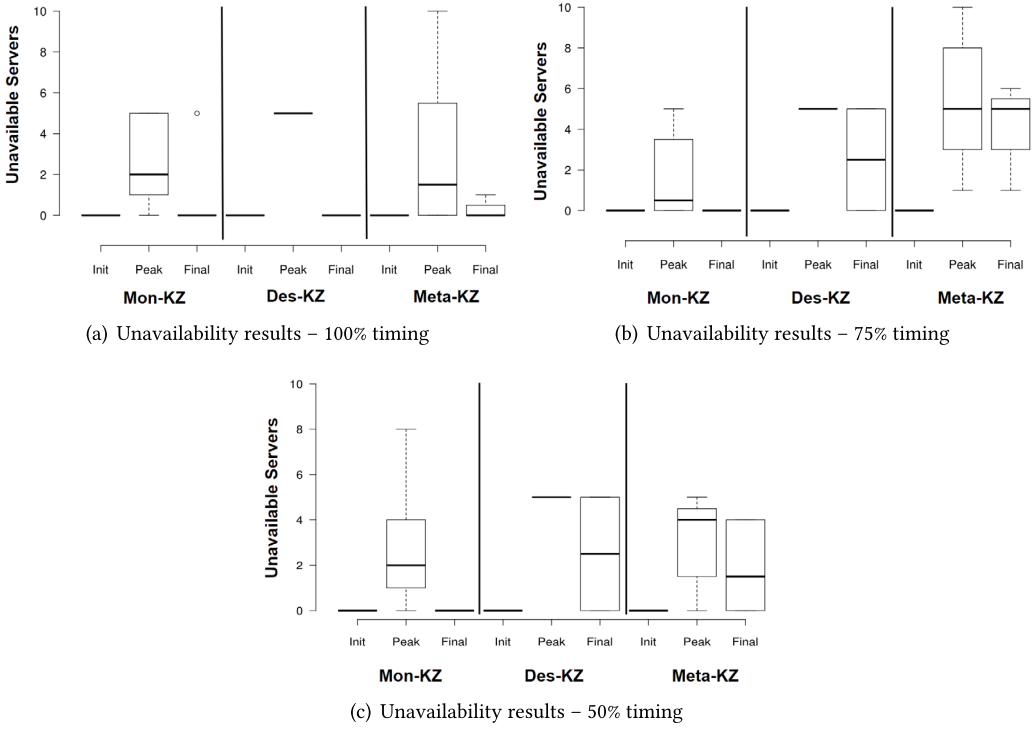 Unavailable Servers
10
8
6
4
2
0
Init Peak Final Init Peak Final Init Peak Final
Mon-KZ Des-KZ Meta-KZ
(a) Unavailability results – 100% timing
Unavailable Servers
10
8
6
4
2
0
Init Peak Final Init Peak Final Init Peak Final
Mon-KZ Des-KZ Meta-KZ
(b) Unavailability results – 75% timing
Unavailable Servers
10
8
6
4
2
0
Init Peak Final Init Peak Final Init Peak Final
Mon-KZ Des-KZ Meta-KZ
(c) Unavailability results – 50% timing